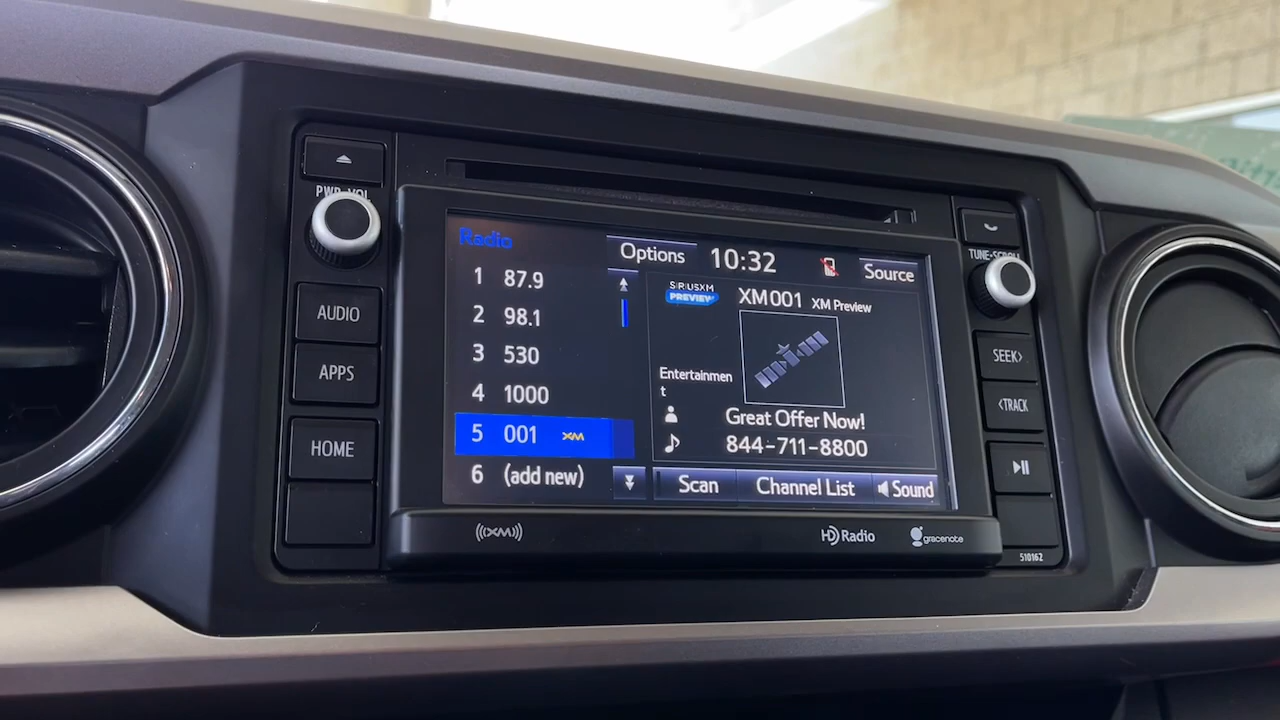 PWR·VOL
AUDIO
APPS
HOME
Radio
Options
10:32
Source
1 87.9
2 98.1
3 530
4 1000
5 001 XM
6 (add new)
SIRIUSXM
PREVIEW
XM001 XM Preview
Entertainmen
t
Great Offer Now!
844-711-8800
Scan
Channel List
Sound
((XM))
HD Radio
gracenote
TUNE·SCROLL
SEEK>
<TRACK
510162